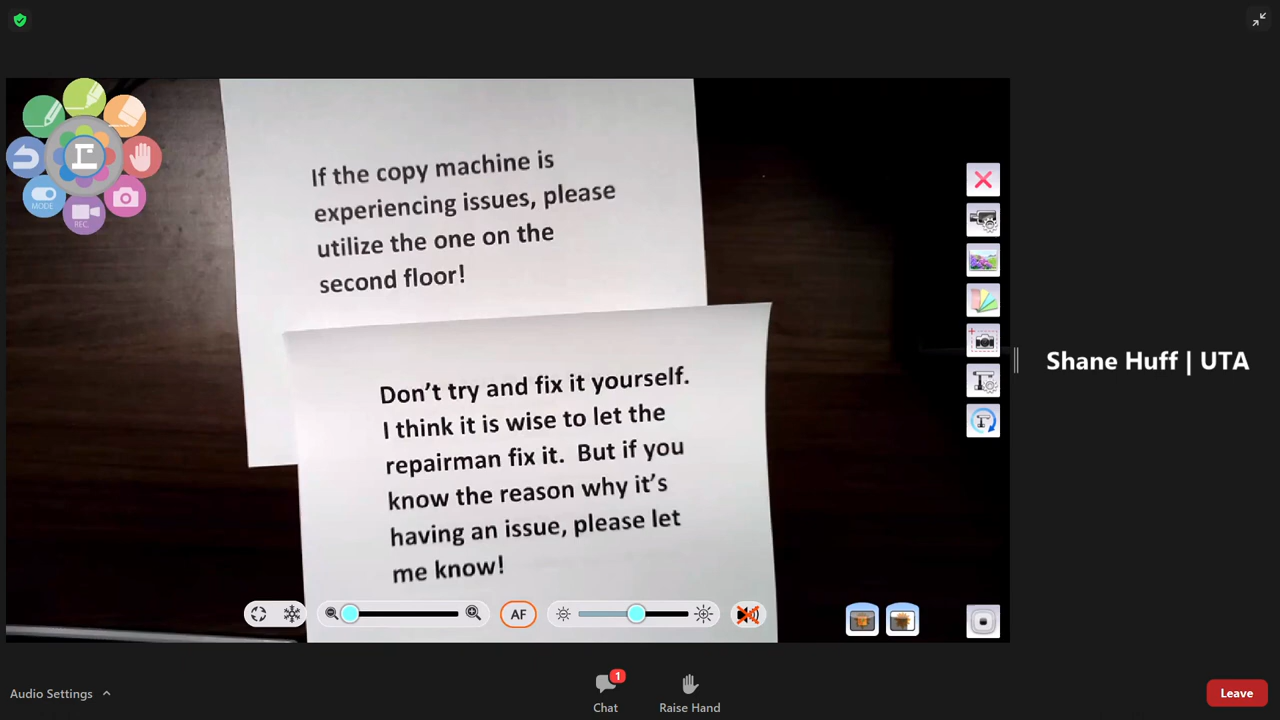 MODE
REC.
If the copy machine is
experiencing issues, please
utilize the one on the
second floor!
Don't try and fix it yourself.
I think it is wise to let the
repairman fix it.  But if you
know the reason why it's
having an issue, please let
me know!
AF
Shane Huff | UTA
Audio Settings
1
Chat
Raise Hand
Leave